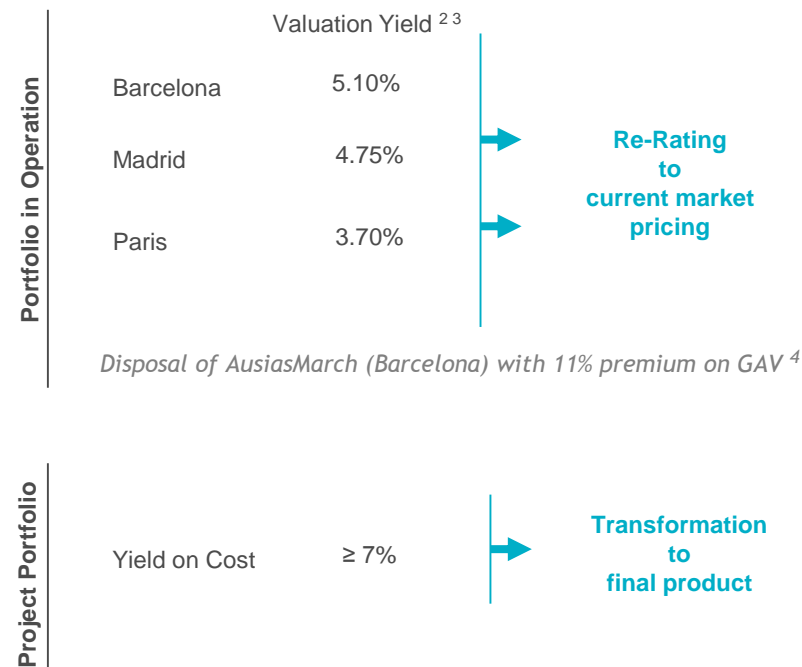 Valuation Yield 2 3
Portfolio in Operation
Barcelona 5.10%
Madrid 4.75%
Paris 3.70%
Re-Rating
to
current market
pricing
Disposal of AusiasMarch (Barcelona) with 11% premium on GAV 4
Project Portfolio
Yield on Cost ≥ 7%
Transformation
to
final product